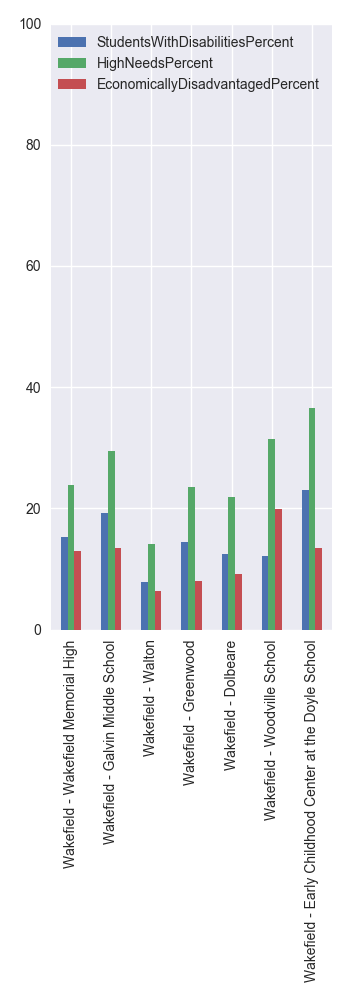 100
80
60
40
20
0
StudentsWithDisabilitiesPercent
HighNeedsPercent
EconomicallyDisadvantagedPercent
Wakefield - Wakefield Memorial High
Wakefield - Galvin Middle School
Wakefield - Walton
Wakefield - Greenwood
Wakefield - Dolbeare
Wakefield - Woodville School
Wakefield - Early Childhood Center at the Doyle School